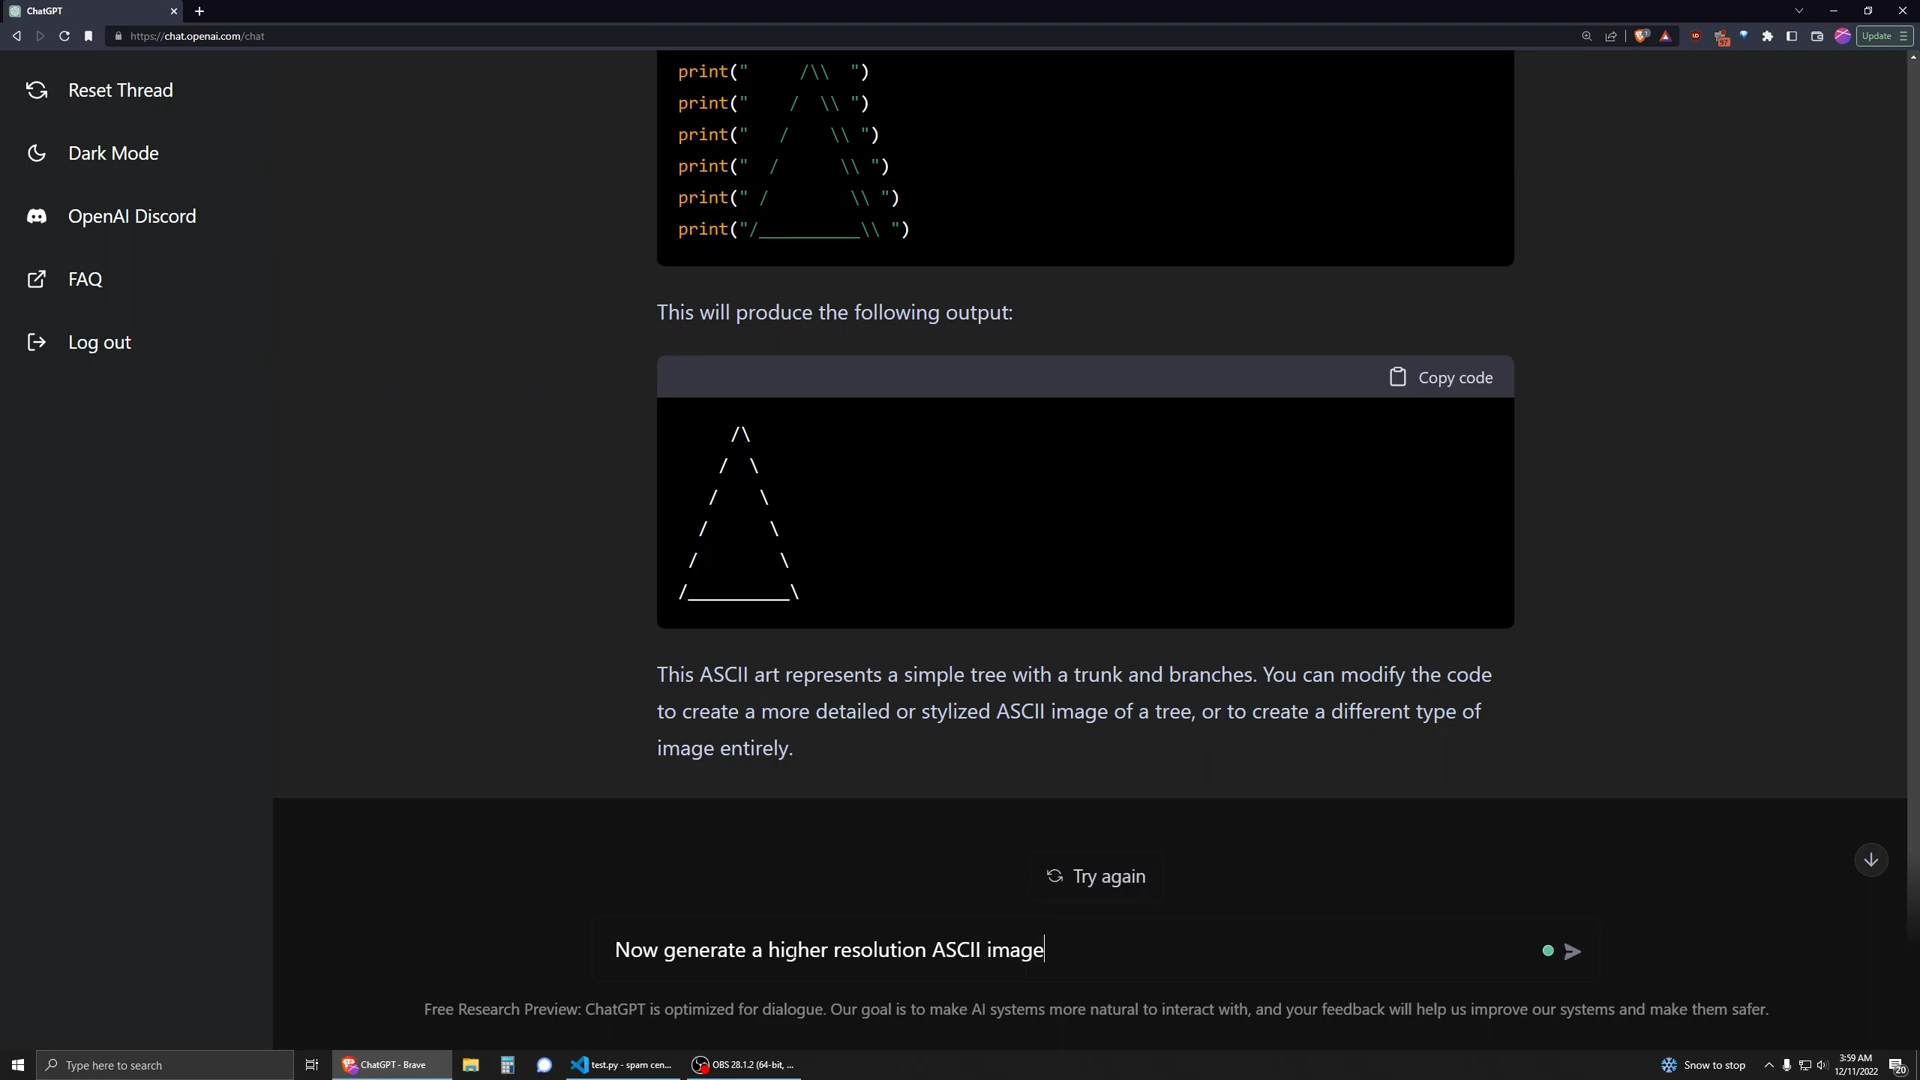 ChatGPT
https://chat.openai.com/chat
Update
Reset Thread
Dark Mode
OpenAI Discord
FAQ
Log out
print("     /\\  ")
print("    /  \\ ")
print("   /    \\ ")
print("  /      \\ ")
print(" /        \\ ")
print("/__________\\ ")
This will produce the following output:
Copy code
     /\
    /  \
   /    \
  /      \
 /        \
/__________\
This ASCII art represents a simple tree with a trunk and branches. You can modify the code
to create a more detailed or stylized ASCII image of a tree, or to create a different type of
image entirely.
Try again
Now generate a higher resolution ASCII image
Free Research Preview: ChatGPT is optimized for dialogue. Our goal is to make AI systems more natural to interact with, and your feedback will help us improve our systems and make them safer.
Type here to search
ChatGPT - Brave
test.py - spam cen...
OBS 28.1.2 (64-bit, ...
Snow to stop
3:59 AM
12/11/2022
20